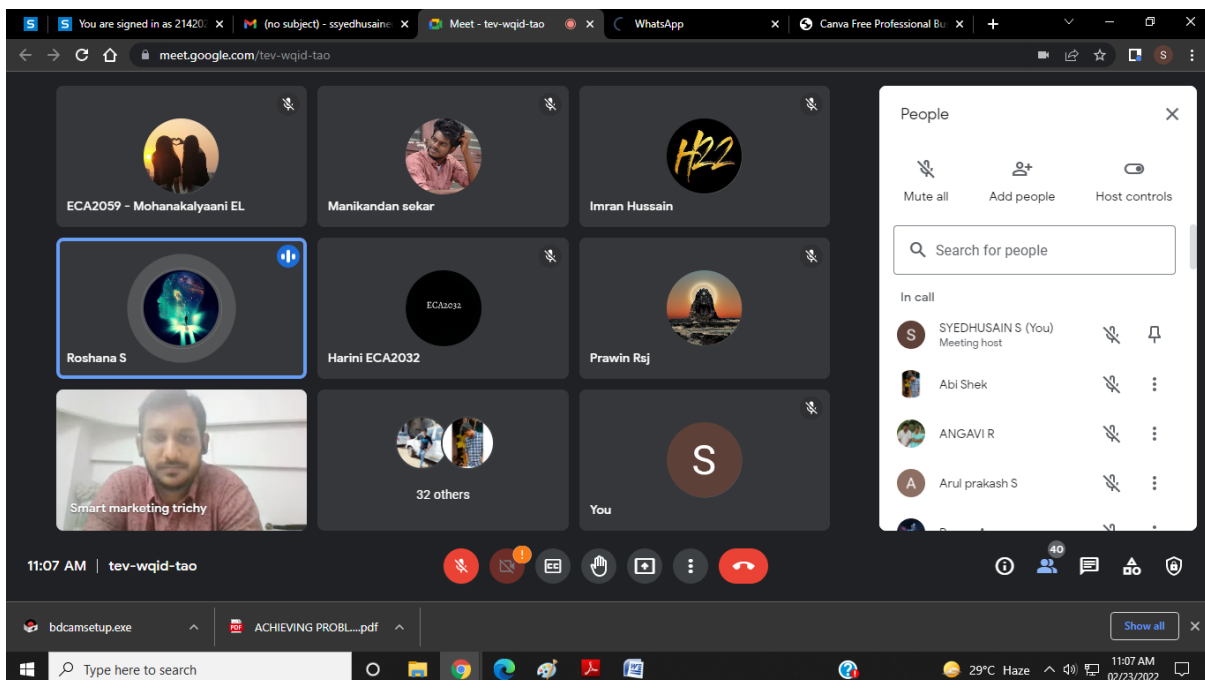 You are signed in as 21420
(no subject) - ssyedhusaine
Meet - tev-wqid-tao
WhatsApp
Canva Free Professional Bu
meet.google.com/tev-wqid-tao
S
ECA2059 - Mohanakalyaani EL
Manikandan sekar
H22
Imran Hussain
Roshana S
ECA2032
Harini ECA2032
Prawin Rsj
Smart marketing trichy
32 others
S
You
People
Mute all
Add people
Host controls
Search for people
In call
S
SYEDHUSAIN S (You)
Meeting host
Abi Shek
ANGAVI R
A
Arul prakash S
11:07 AM | tev-wqid-tao
CC
40
bdcamsetup.exe
PDF
ACHIEVING PROBL....pdf
Show all
Type here to search
29°C Haze
11:07 AM
02/23/2022